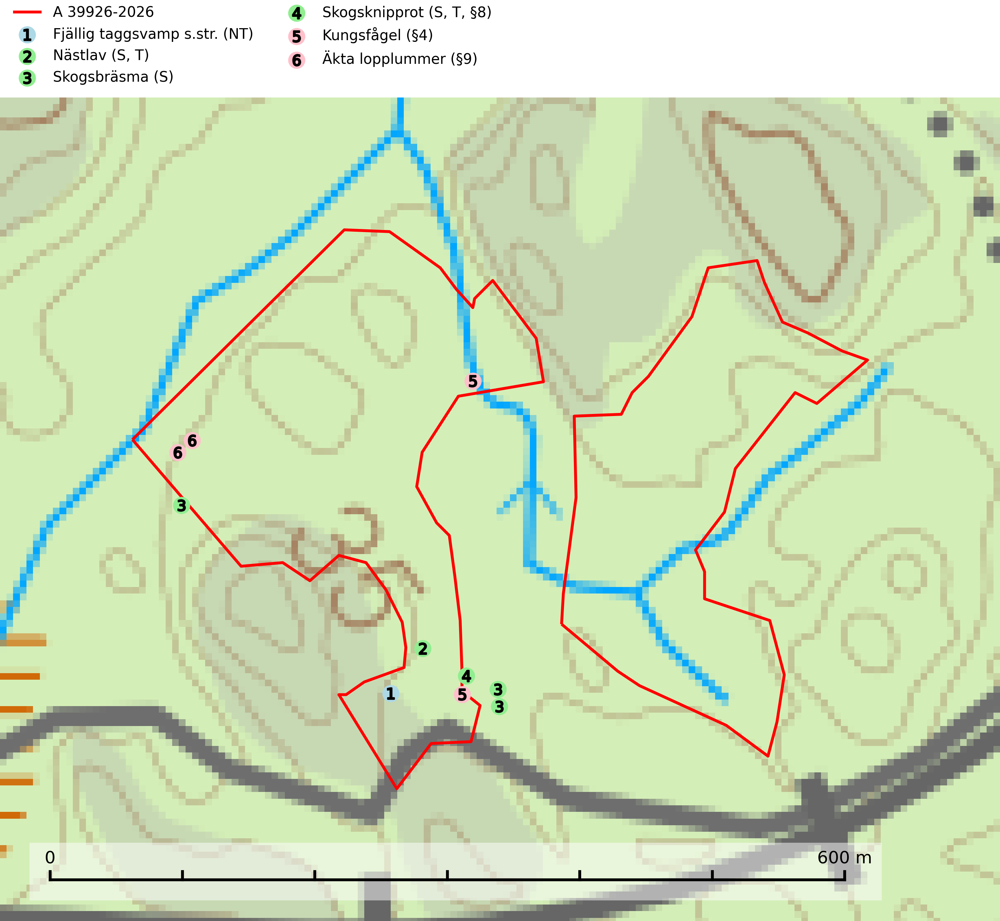 A 39926-2026
1 Fjällig taggsvamp s.str. (NT)
2 Nästlav (S, T)
3 Skogsbräsma (S)
4 Skogsknipprot (S, T, §8)
5 Kungsfågel (§4)
6 Äkta lopplummer (§9)
5
6
6
3
2
4
3
1
5
3
0 600 m